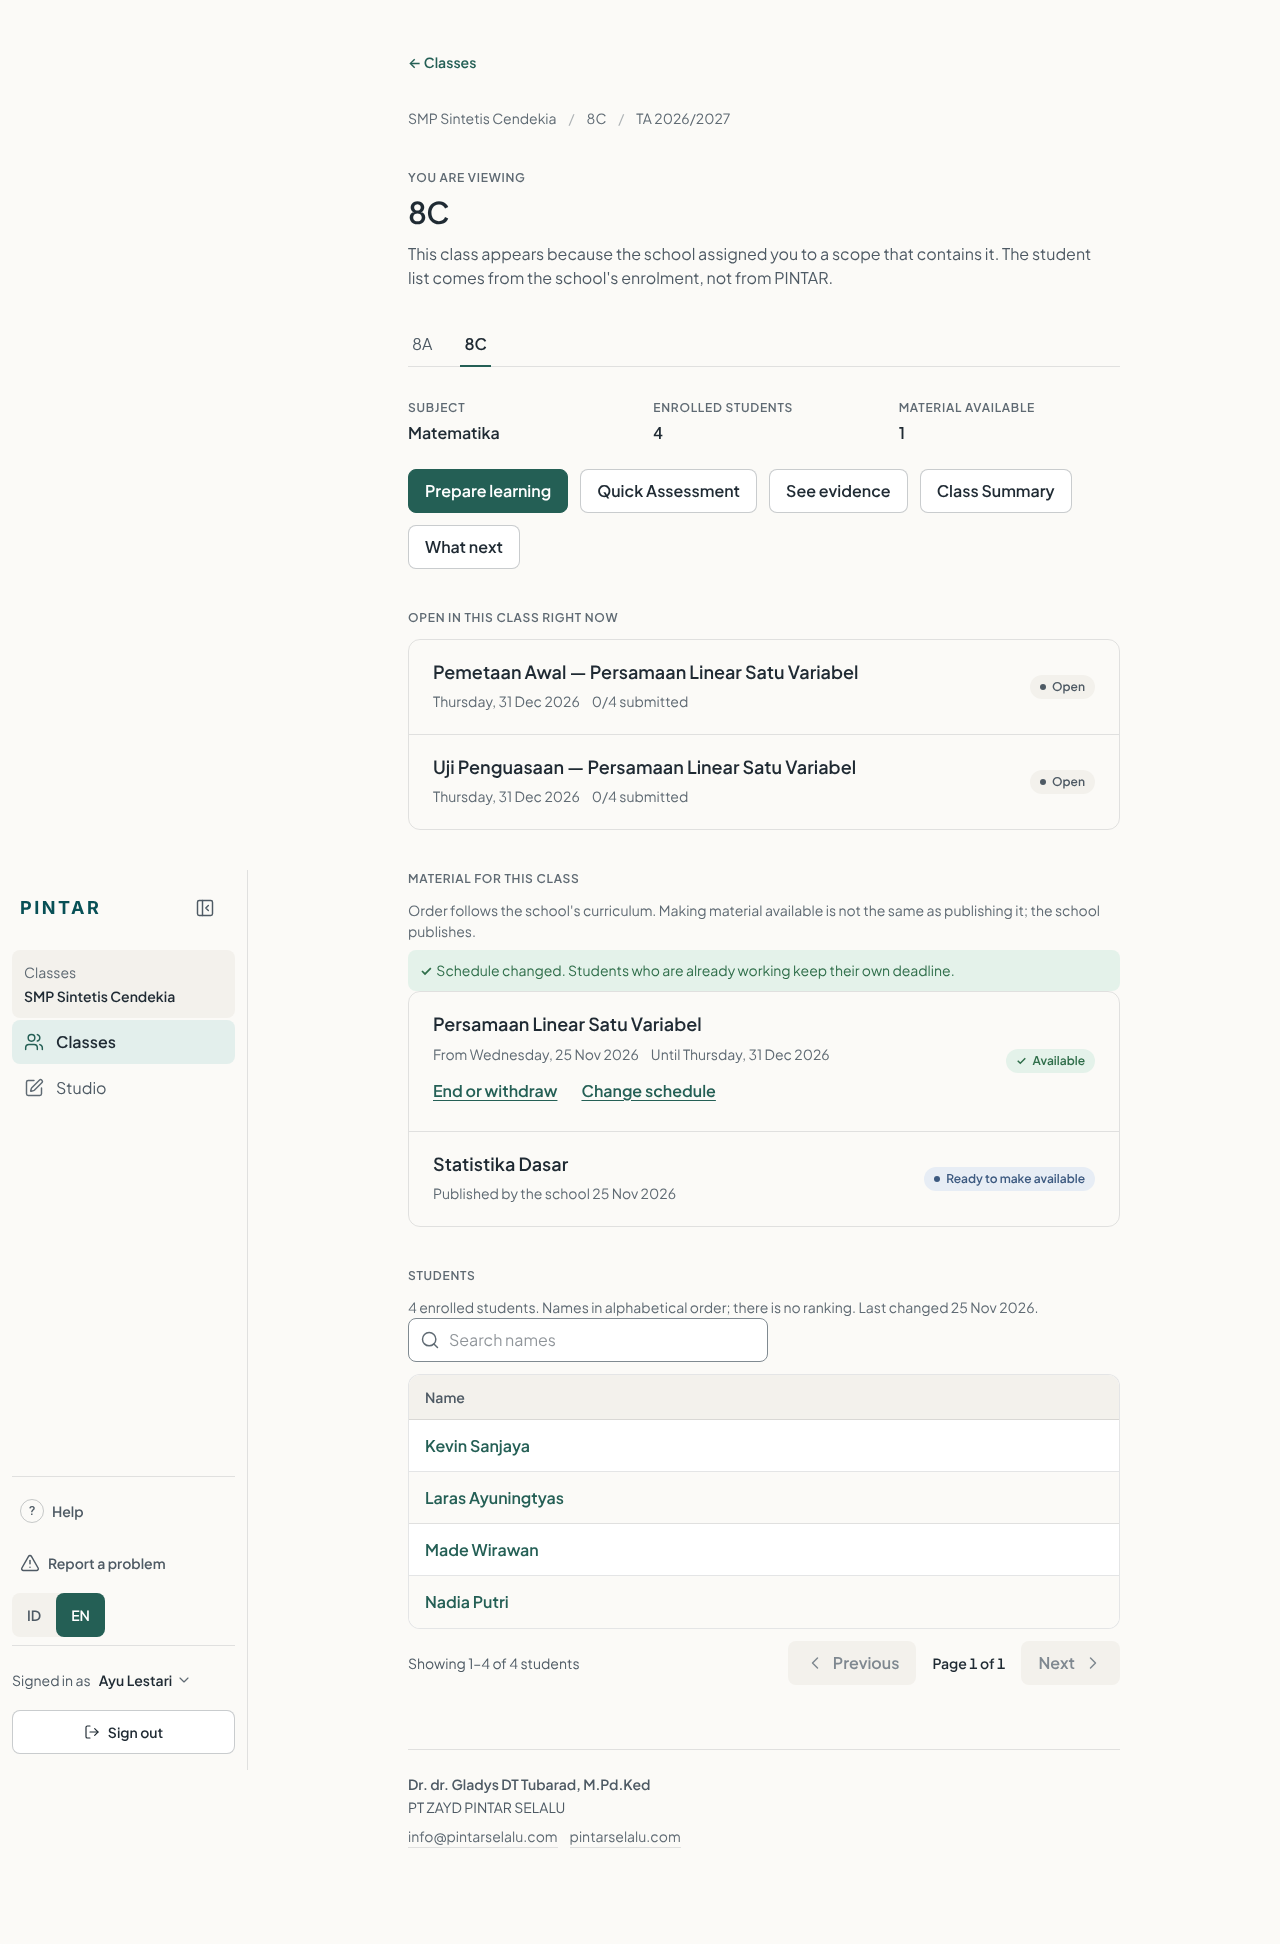 ← Classes
SMP Sintetis Cendekia / 8C / TA 2026/2027
YOU ARE VIEWING
8C
This class appears because the school assigned you to a scope that contains it. The student
list comes from the school's enrolment, not from PINTAR.
8A 8C
SUBJECT ENROLLED STUDENTS MATERIAL AVAILABLE
Matematika 4 1
Prepare learning Quick Assessment See evidence Class Summary
What next
OPEN IN THIS CLASS RIGHT NOW
Pemetaan Awal — Persamaan Linear Satu Variabel
Thursday, 31 Dec 2026 0/4 submitted
Open
Uji Penguasaan — Persamaan Linear Satu Variabel
Thursday, 31 Dec 2026 0/4 submitted
Open
MATERIAL FOR THIS CLASS
Order follows the school's curriculum. Making material available is not the same as publishing it; the school
publishes.
Schedule changed. Students who are already working keep their own deadline.
Persamaan Linear Satu Variabel
From Wednesday, 25 Nov 2026 Until Thursday, 31 Dec 2026
Available
End or withdraw Change schedule
Statistika Dasar
Published by the school 25 Nov 2026
Ready to make available
STUDENTS
4 enrolled students. Names in alphabetical order; there is no ranking. Last changed 25 Nov 2026.
Search names
Name
Kevin Sanjaya
Laras Ayuningtyas
Made Wirawan
Nadia Putri
Showing 1–4 of 4 students
Previous Page 1 of 1 Next
Dr. dr. Gladys DT Tubarad, M.Pd.Ked
PT ZAYD PINTAR SELALU
info@pintarselalu.com pintarselalu.com
PINTAR
Classes
SMP Sintetis Cendekia
Classes
Studio
? Help
Report a problem
ID EN
Signed in as Ayu Lestari
Sign out